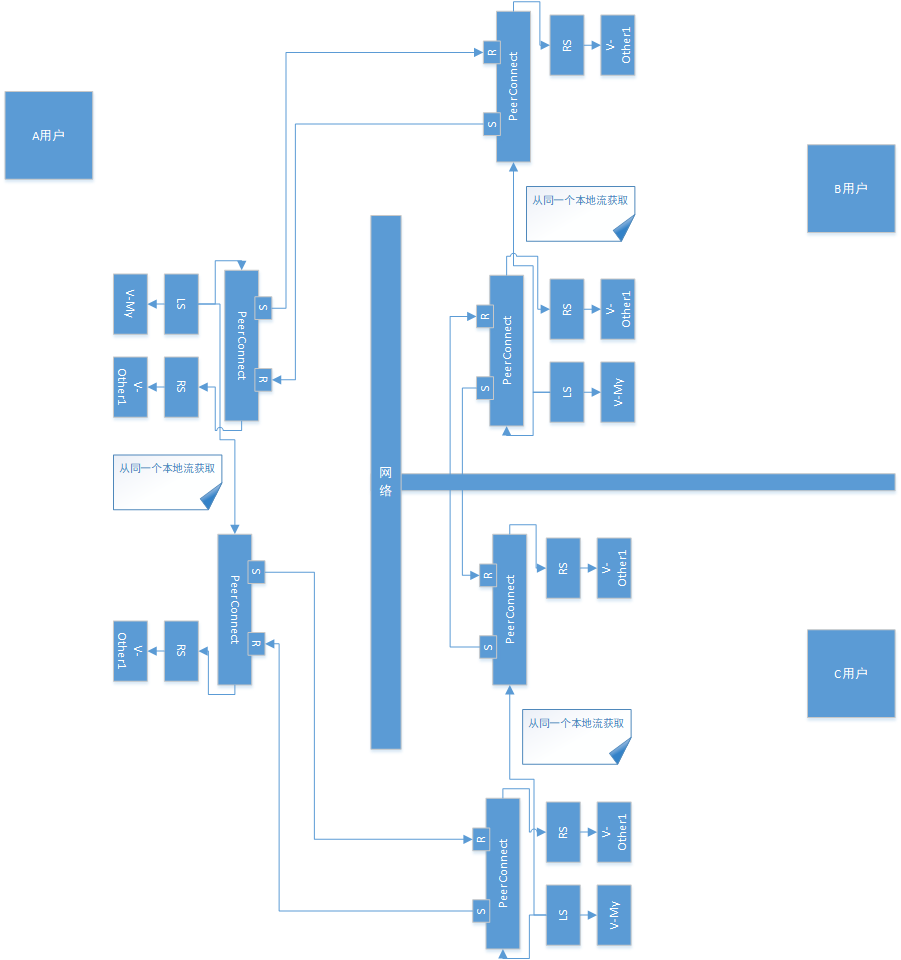 R
S
PeerConnect
RS
V-
Other1
A用户
B用户
从同一个本地流获取
V-My
LS
PeerConnect
S
R
V-
Other1
RS
R
S
PeerConnect
RS
V-
Other1
LS
V-My
从同一个本地流获取
网
络
PeerConnect
S
R
V-
Other1
RS
R
S
PeerConnect
RS
V-
Other1
C用户
从同一个本地流获取
R
S
PeerConnect
RS
V-
Other1
LS
V-My